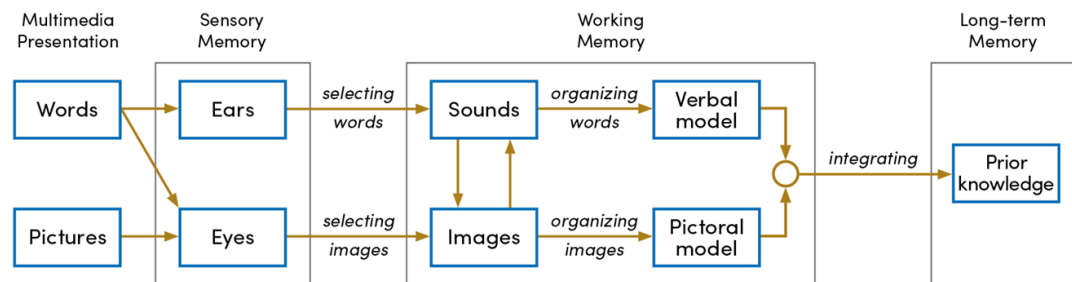 Multimedia
Presentation
Sensory
Memory
Working
Memory
Long-term
Memory
Words
Ears
selecting
words
Sounds
organizing
words
Verbal
model
integrating
Prior
knowledge
Pictures
Eyes
selecting
images
Images
organizing
images
Pictoral
model